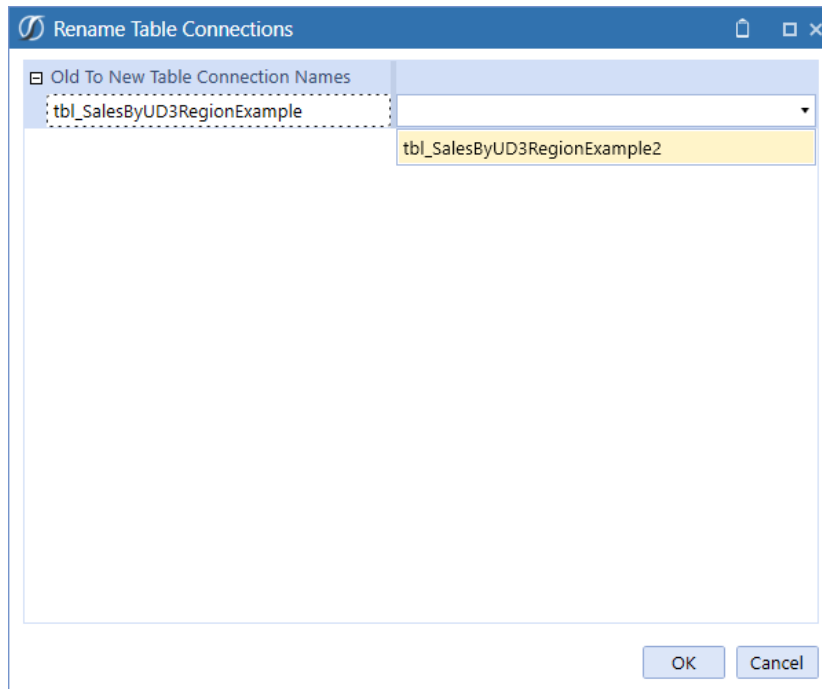 Rename Table Connections
Old To New Table Connection Names
tbl_SalesByUD3RegionExample
tbl_SalesByUD3RegionExample2
OK
Cancel